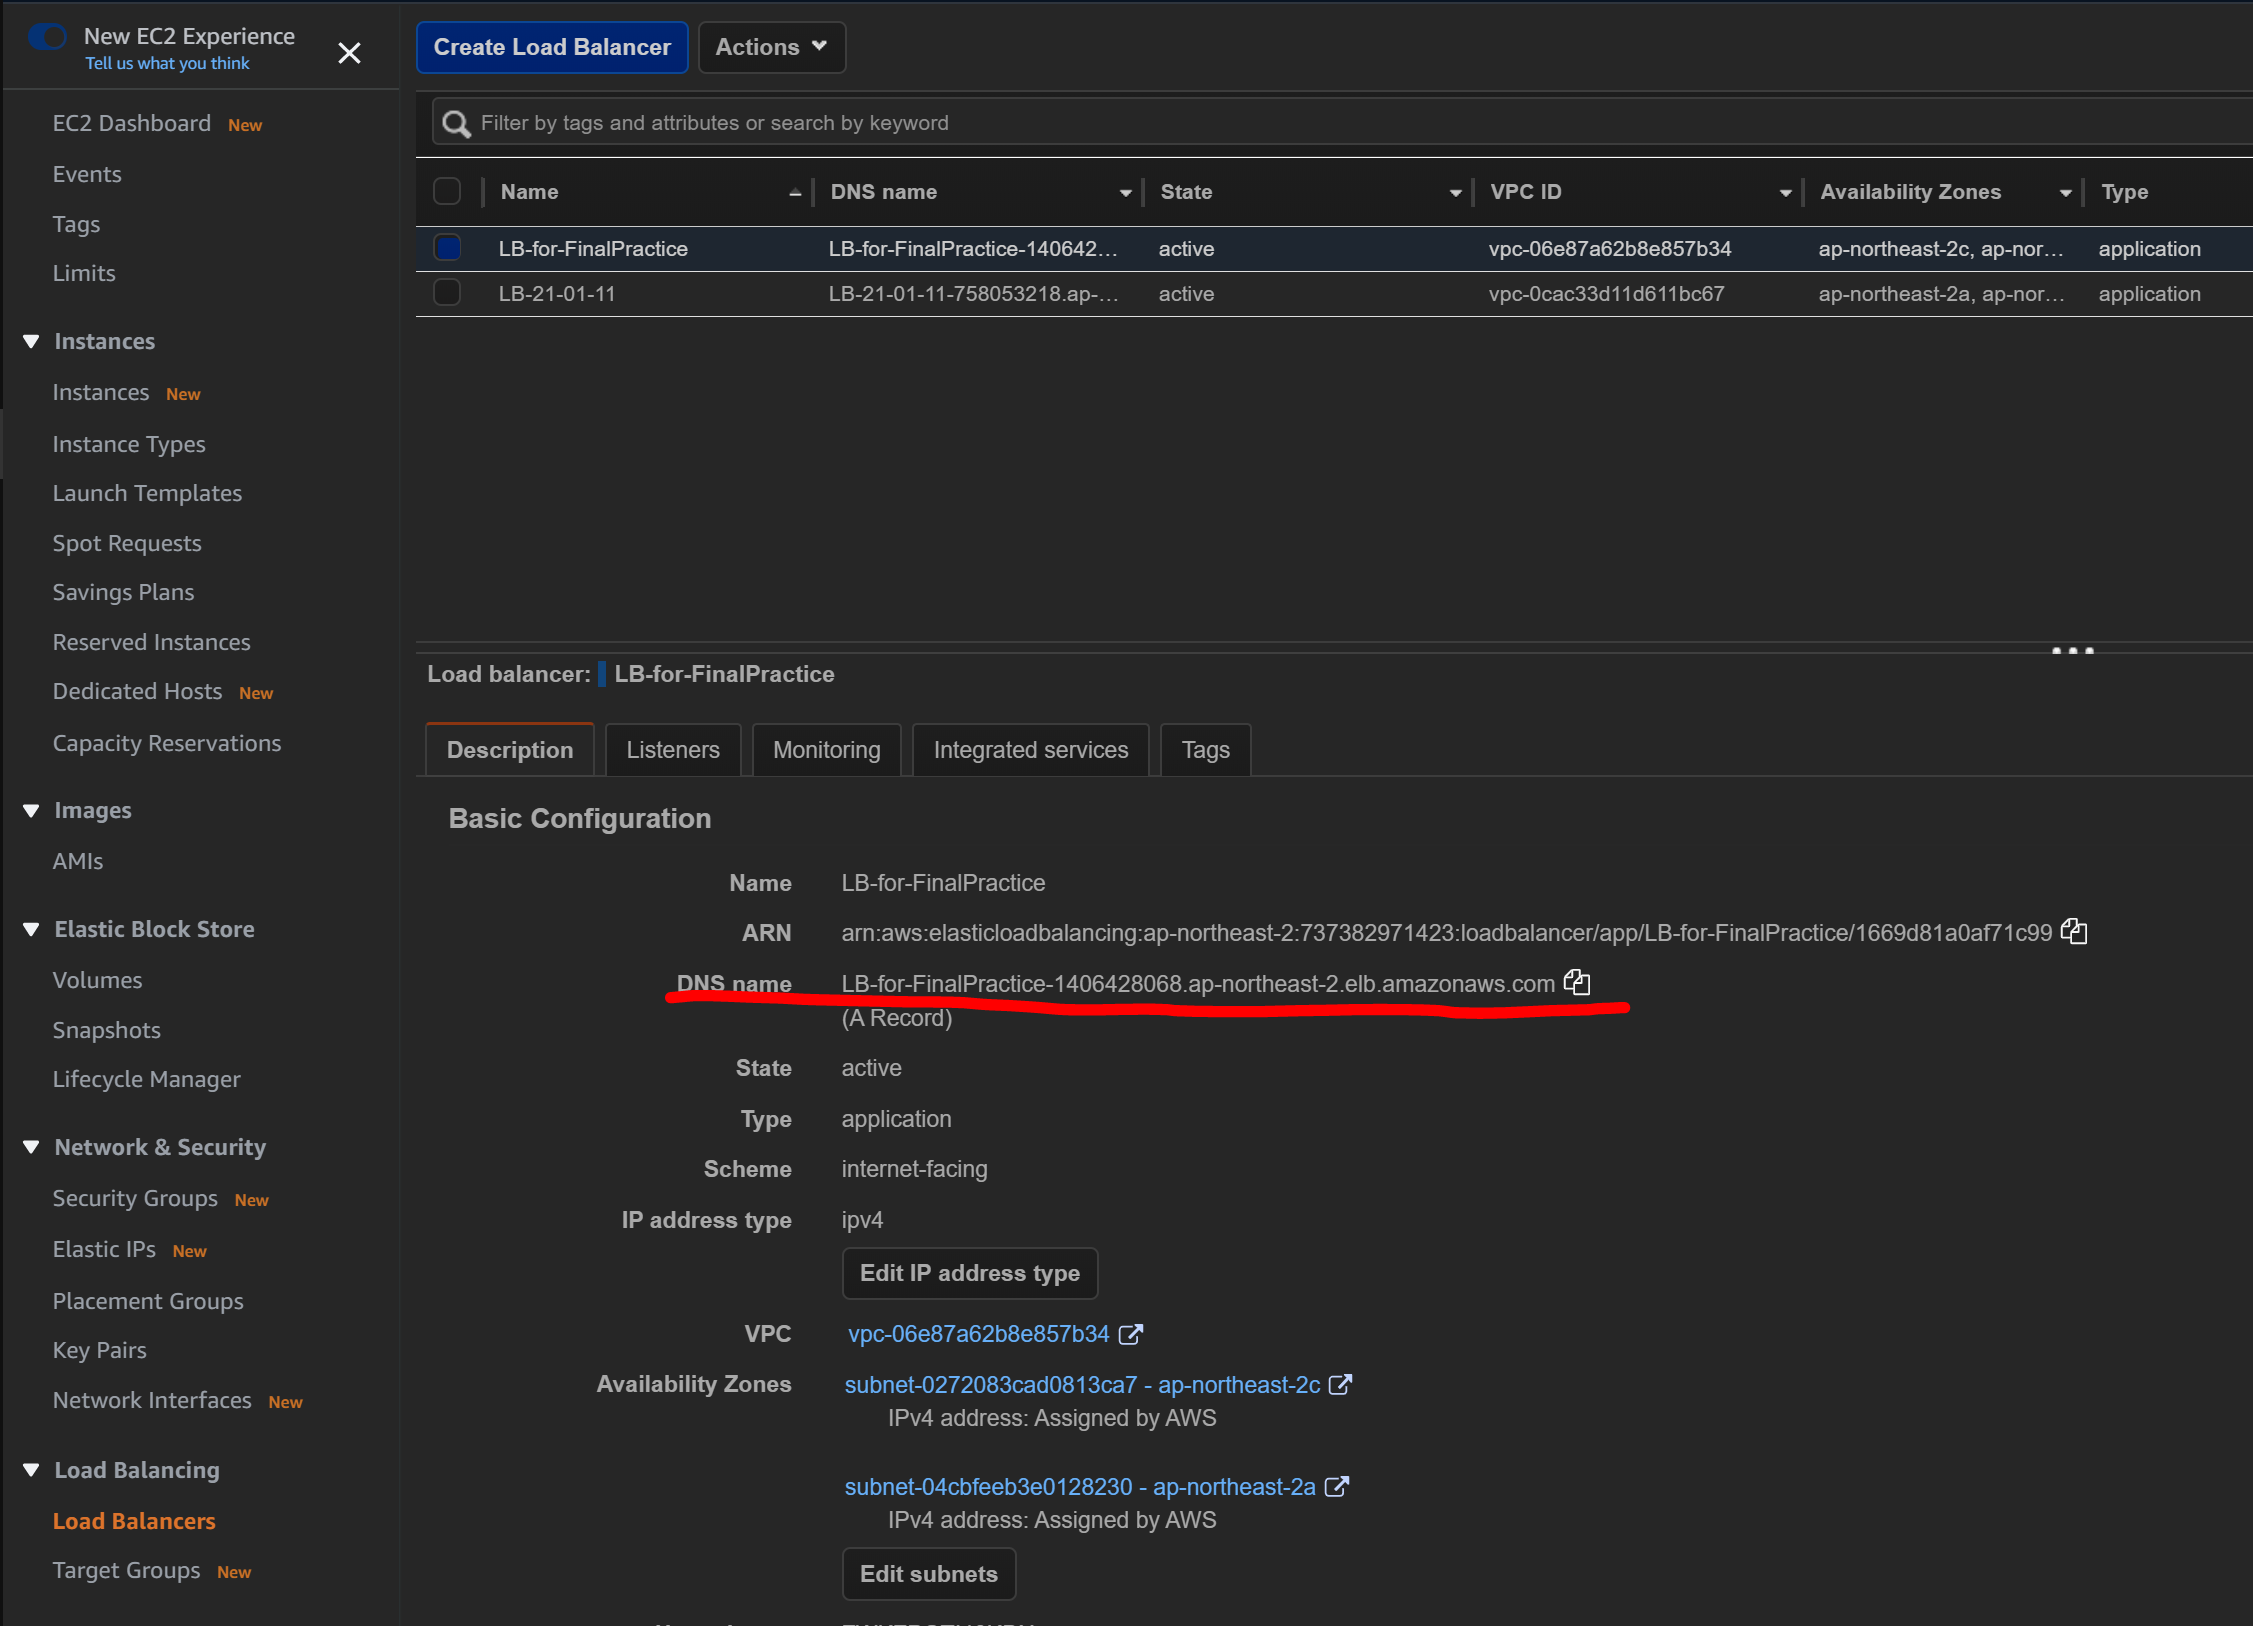 New EC2 Experience
Tell us what you think
EC2 Dashboard New
Events
Tags
Limits
Instances
Instances New
Instance Types
Launch Templates
Spot Requests
Savings Plans
Reserved Instances
Dedicated Hosts New
Capacity Reservations
Images
AMIs
Elastic Block Store
Volumes
Snapshots
Lifecycle Manager
Network & Security
Security Groups New
Elastic IPs New
Placement Groups
Key Pairs
Network Interfaces New
Load Balancing
Load Balancers
Target Groups New
Create Load Balancer Actions
Filter by tags and attributes or search by keyword
Name DNS name State VPC ID Availability Zones Type
LB-for-FinalPractice LB-for-FinalPractice-140642... active vpc-06e87a62b8e857b34 ap-northeast-2c, ap-nor... application
LB-21-01-11 LB-21-01-11-758053218.ap-... active vpc-0cac33d11d611bc67 ap-northeast-2a, ap-nor... application
Load balancer: LB-for-FinalPractice
Description Listeners Monitoring Integrated services Tags
Basic Configuration
Name LB-for-FinalPractice
ARN arn:aws:elasticloadbalancing:ap-northeast-2:737382971423:loadbalancer/app/LB-for-FinalPractice/1669d81a0af71c99
DNS name LB-for-FinalPractice-1406428068.ap-northeast-2.elb.amazonaws.com
(A Record)
State active
Type application
Scheme internet-facing
IP address type ipv4
Edit IP address type
VPC vpc-06e87a62b8e857b34
Availability Zones subnet-0272083cad0813ca7 - ap-northeast-2c
IPv4 address: Assigned by AWS
subnet-04cbfeeb3e0128230 - ap-northeast-2a
IPv4 address: Assigned by AWS
Edit subnets